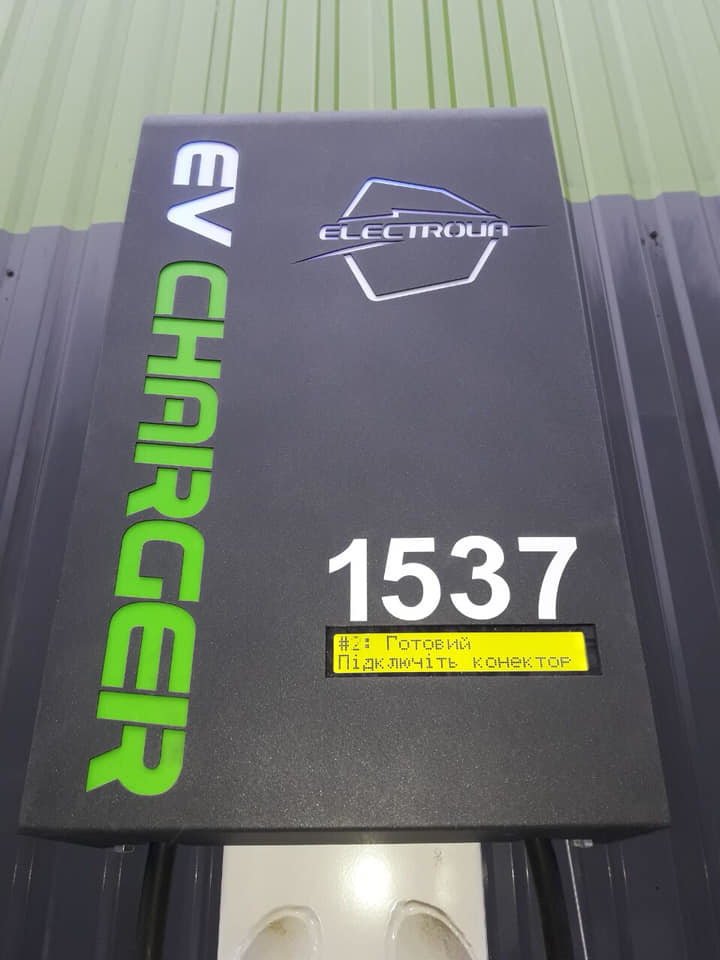 EV CHARGER
ELECTROUA
1537
#2: Готовий
Підключіть конектор